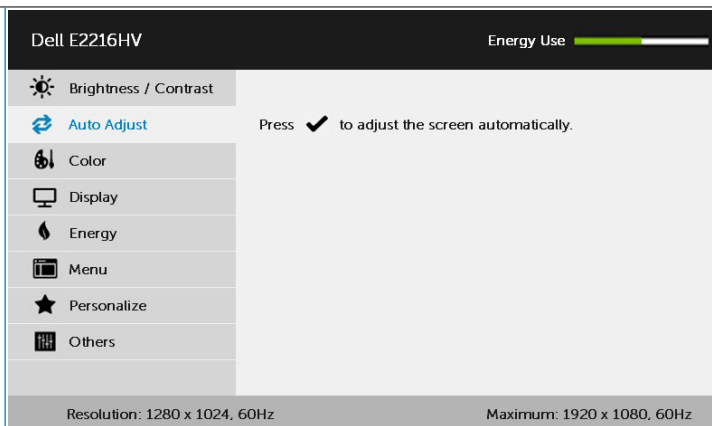 Dell E2216HV
Energy Use
Brightness / Contrast
Auto Adjust
Press ✔ to adjust the screen automatically.
Color
Display
Energy
Menu
Personalize
Others
Resolution: 1280 x 1024, 60Hz
Maximum: 1920 x 1080, 60Hz